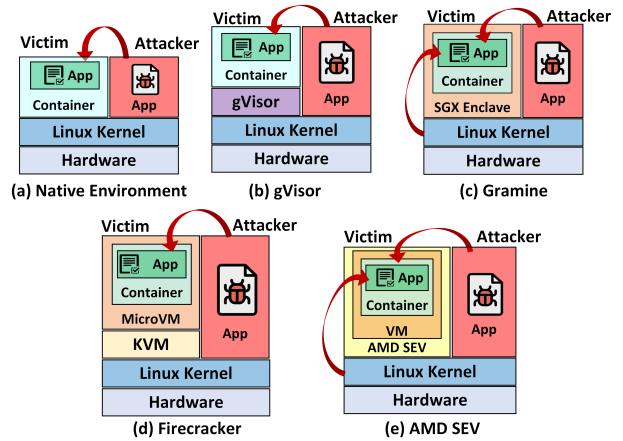 Victim
Attacker
App
Container
App
Linux Kernel
Hardware
(a) Native Environment
Victim
Attacker
App
Container
gVisor
App
Linux Kernel
Hardware
(b) gVisor
Victim
Attacker
App
Container
SGX Enclave
App
Linux Kernel
Hardware
(c) Gramine
Victim
Attacker
App
Container
MicroVM
KVM
App
Linux Kernel
Hardware
(d) Firecracker
Victim
Attacker
App
Container
VM
AMD SEV
App
Linux Kernel
Hardware
(e) AMD SEV